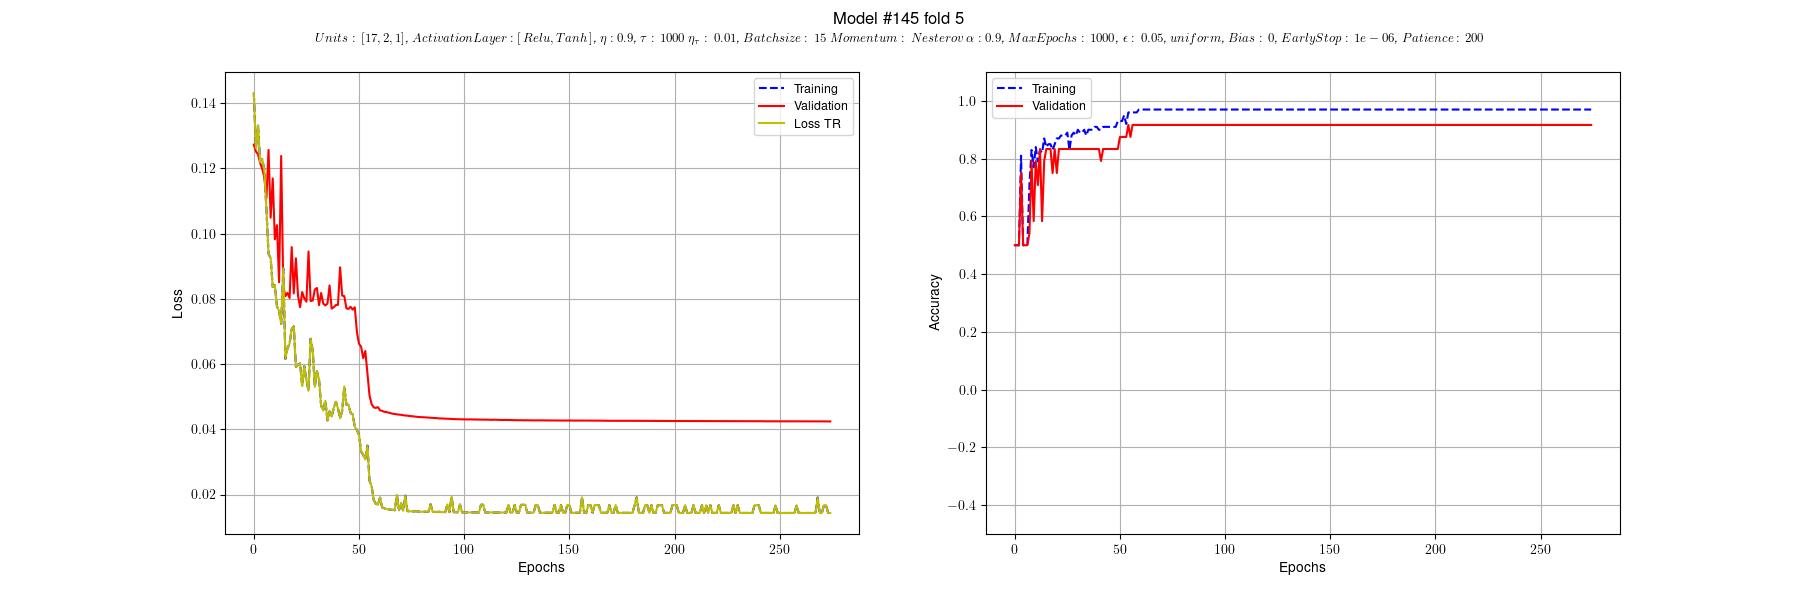 Model #145 fold 5
Units : [17, 2, 1], ActivationLayer : [ Relu, Tanh ], η : 0.9, τ : 1000 η_τ : 0.01, Batchsize : 15 Momentum : Nesterov α : 0.9, MaxEpochs : 1000, ϵ : 0.05, uniform, Bias : 0, EarlyStop : 1e − 06, Patience : 200
Training
Validation
Loss TR
0.14
0.12
0.10
0.08
0.06
0.04
0.02
Loss
0 50 100 150 200 250
Epochs
Training
Validation
1.0
0.8
0.6
0.4
0.2
0.0
−0.2
−0.4
Accuracy
0 50 100 150 200 250
Epochs